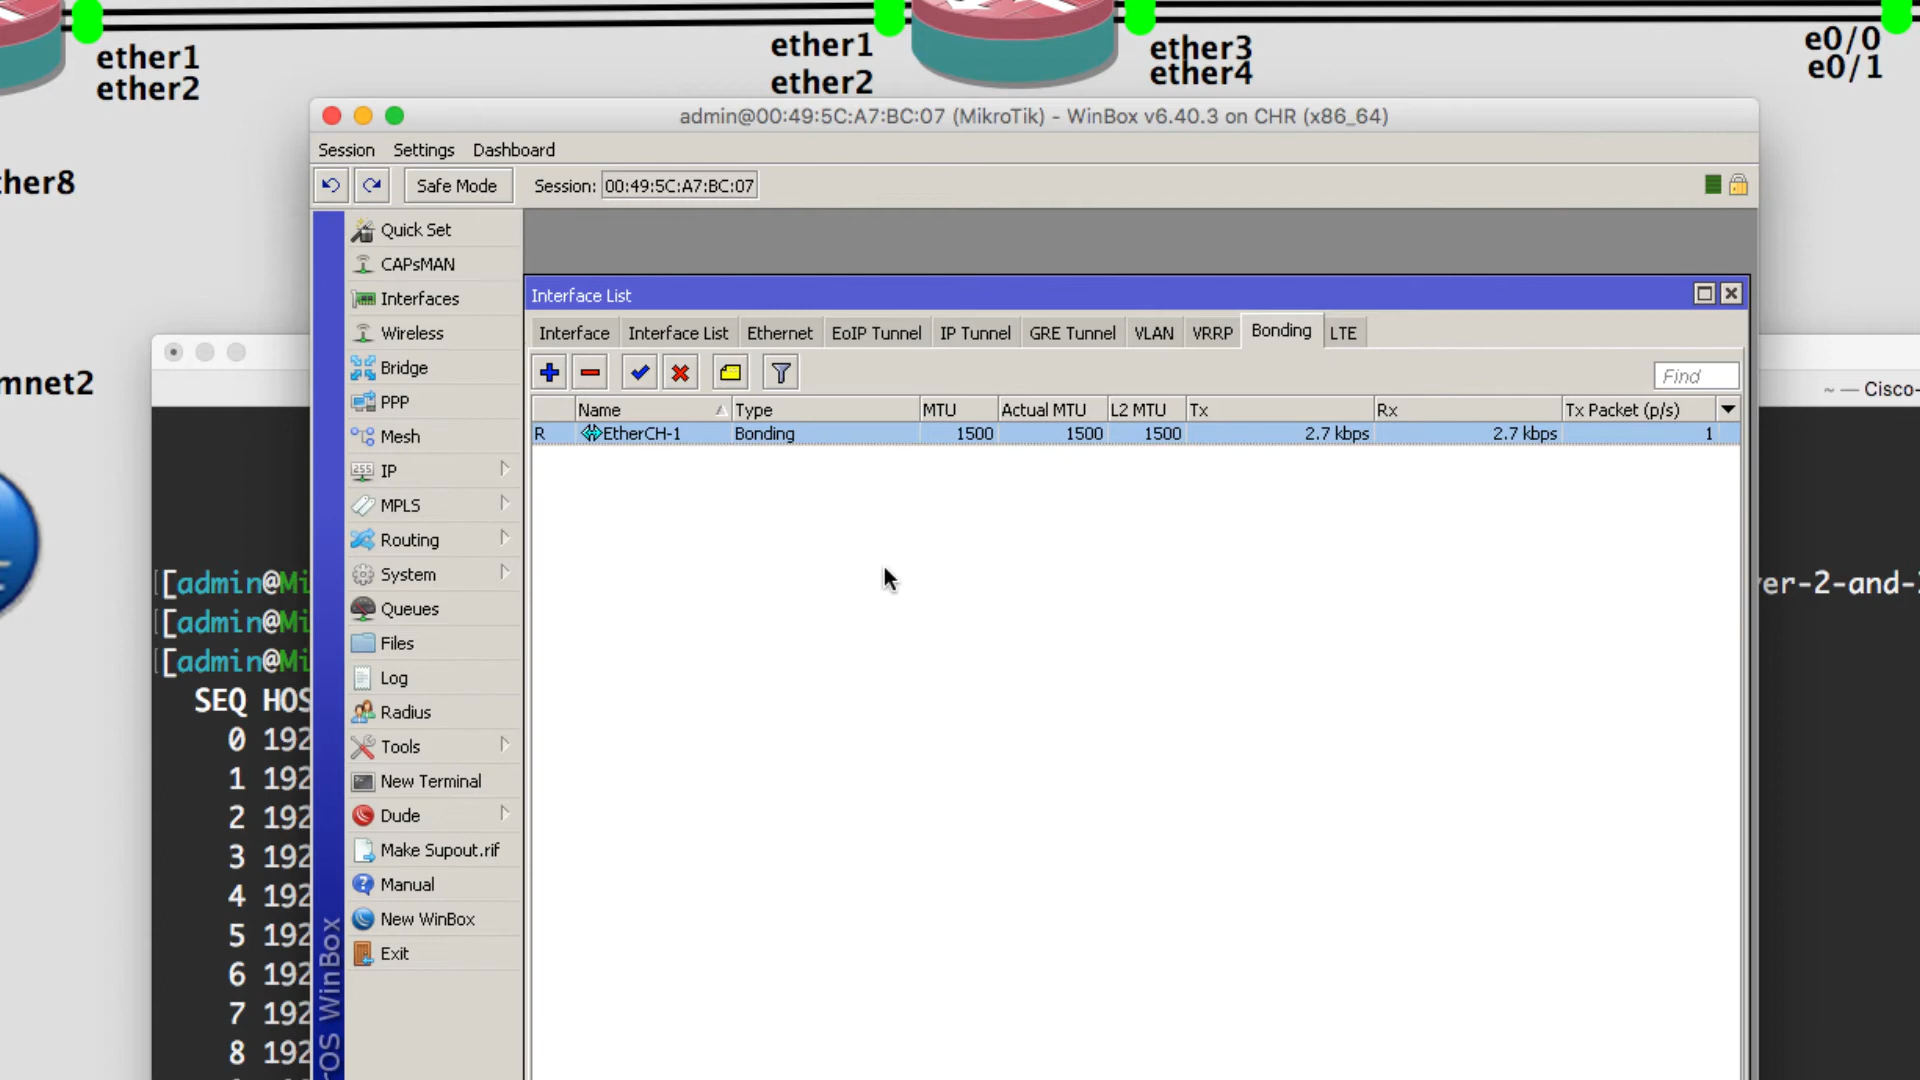 ether1
ether2
ether1
ether2
ether3
ether4
e0/0
e0/1
her8
mnet2
admin@00:49:5C:A7:BC:07 (MikroTik) - WinBox v6.40.3 on CHR (x86_64)
Session Settings Dashboard
Safe Mode Session: 00:49:5C:A7:BC:07
Quick Set
CAPsMAN
Interfaces
Wireless
Bridge
PPP
Mesh
IP
MPLS
Routing
System
Queues
Files
Log
Radius
Tools
New Terminal
Dude
Make Supout.rif
Manual
New WinBox
Exit
rOS WinBox
Interface List
Interface Interface List Ethernet EoIP Tunnel IP Tunnel GRE Tunnel VLAN VRRP Bonding LTE
Find
Name Type MTU Actual MTU L2 MTU Tx Rx Tx Packet (p/s)
R EtherCH-1 Bonding 1500 1500 1500 2.7 kbps 2.7 kbps 1
~ — Cisco-
[admin@Mi
er-2-and-
[admin@Mi
[admin@Mi
SEQ HOS
0 192
1 192
2 192
3 192
4 192
5 192
6 192
7 192
8 192